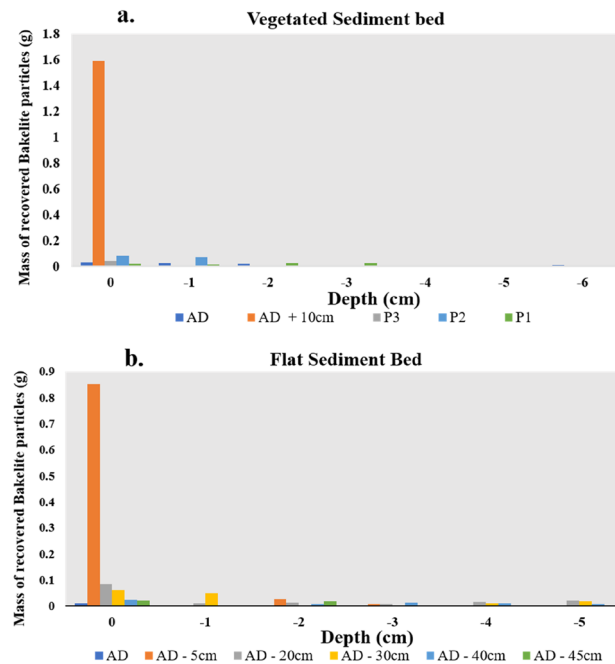 a.
Vegetated Sediment bed
Mass of recovered Bakelite particles (g)
1.8
1.6
1.4
1.2
1
0.8
0.6
0.4
0.2
0
0 -1 -2 -3 -4 -5 -6
Depth (cm)
AD AD + 10cm P3 P2 P1
b.
Flat Sediment Bed
Mass of recovered Bakelite particles (g)
0.9
0.8
0.7
0.6
0.5
0.4
0.3
0.2
0.1
0
0 -1 -2 -3 -4 -5
Depth (cm)
AD AD - 5cm AD - 20cm AD - 30cm AD - 40cm AD - 45cm